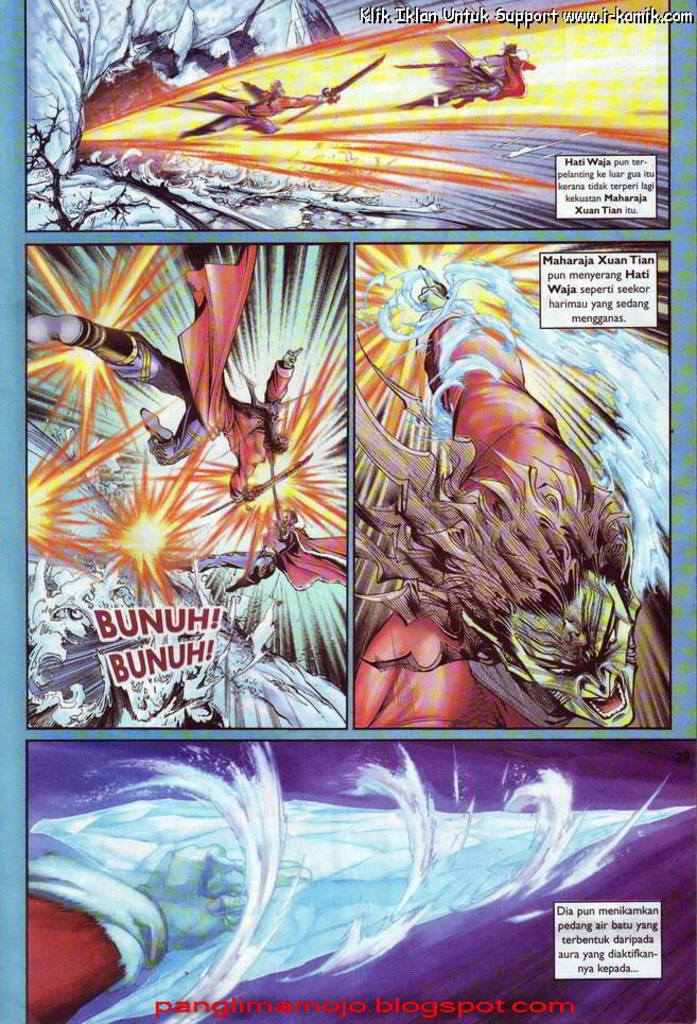 Klik Iklan Untuk Support www.i-komik.com
Hati Waja pun ter-
pelanting ke luar gua itu
kerana tidak terperi lagi
kekuatan Maharaja
Xuan Tian itu.
Maharaja Xuan Tian
pun menyerang Hati
Waja seperti seekor
harimau yang sedang
mengganas.
BUNUH!
BUNUH!
29
Dia pun menikamkan
pedang air batu yang
terbentuk daripada
aura yang diaktifkan-
nya kepada...
panglimamojo.blogspot.com